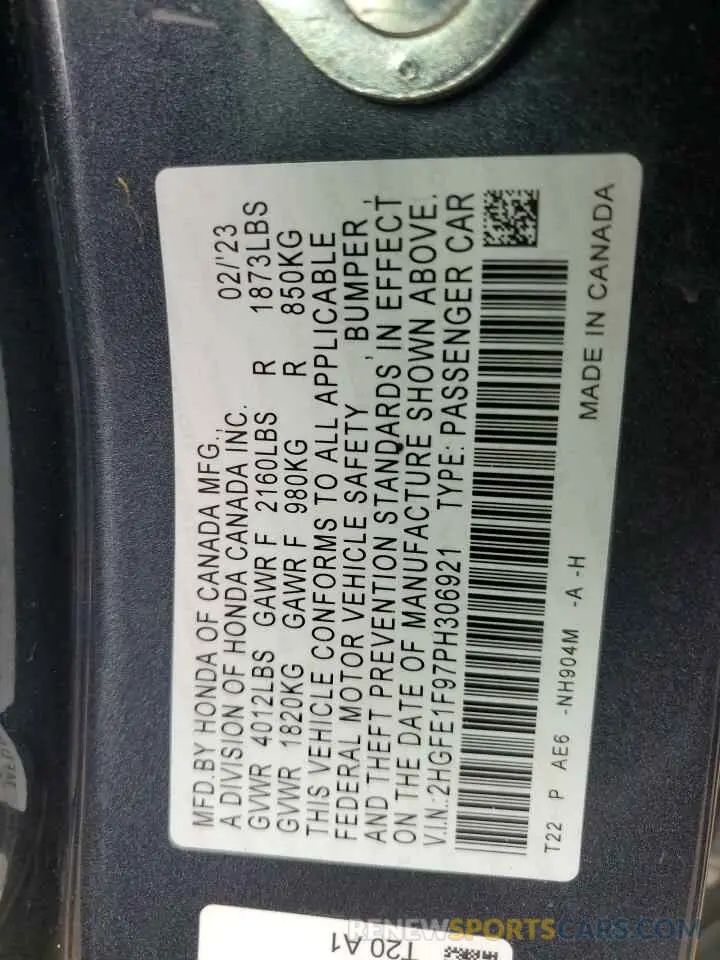 MFD.BY HONDA OF CANADA MFG.,
A DIVISION OF HONDA CANADA INC. 02/'23
GVWR 4012LBS GAWR F 2160LBS R 1873LBS
GVWR 1820KG GAWR F 980KG R 850KG
THIS VEHICLE CONFORMS TO ALL APPLICABLE
FEDERAL MOTOR VEHICLE SAFETY , BUMPER ,
AND THEFT PREVENTION STANDARDS IN EFFECT
ON THE DATE OF MANUFACTURE SHOWN ABOVE.
V.I.N.:2HGFE1F97PH306921 TYPE: PASSENGER CAR
T22 P AE6 -NH904M -A -H
MADE IN CANADA
T20 A1
RENEWSPORTSCARS.COM